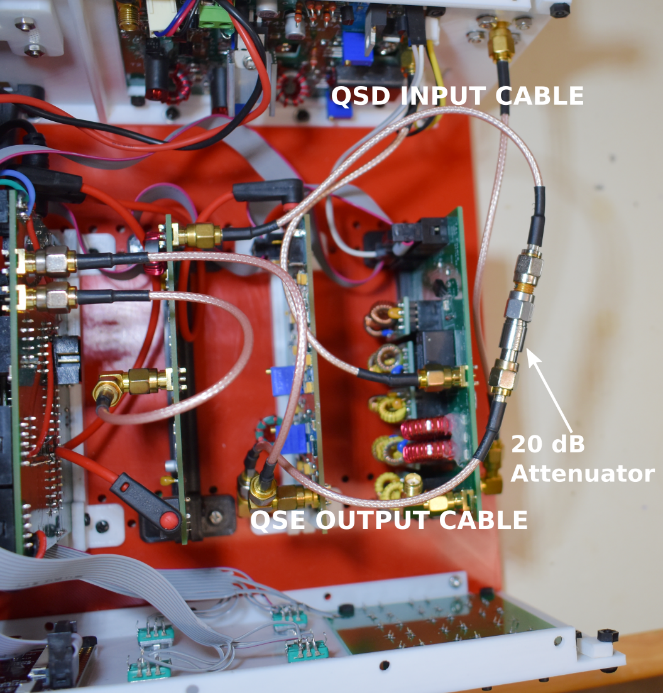 QSD INPUT CABLE
20 dB
Attenuator
QSE OUTPUT CABLE